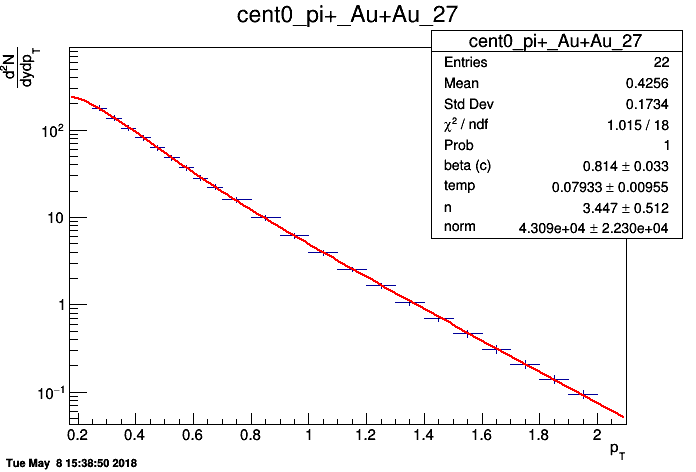 cent0_pi+_Au+Au_27
d²N
dydp_T
cent0_pi+_Au+Au_27
Entries 22
Mean 0.4256
Std Dev 0.1734
χ² / ndf 1.015 / 18
Prob 1
beta (c) 0.814 ± 0.033
temp 0.07933 ± 0.00955
n 3.447 ± 0.512
norm 4.309e+04 ± 2.230e+04
10²
10
1
10⁻¹
0.2 0.4 0.6 0.8 1 1.2 1.4 1.6 1.8 2
p_T
Tue May 8 15:38:50 2018